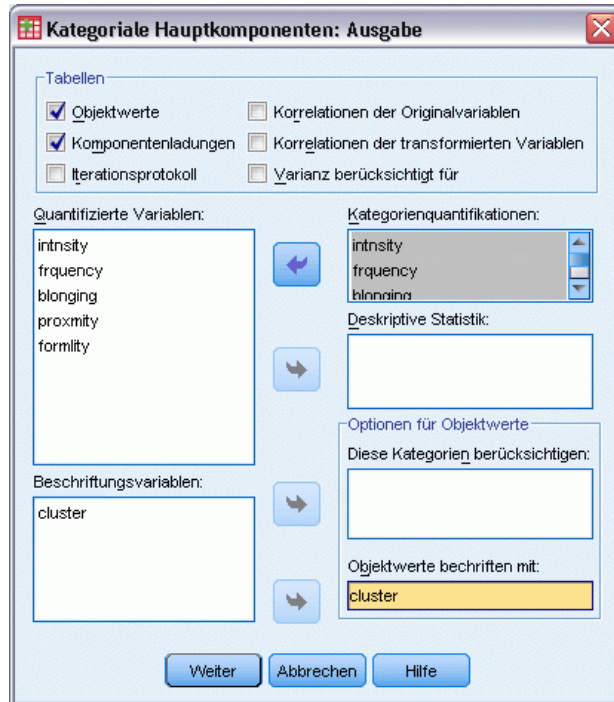 Kategoriale Hauptkomponenten: Ausgabe
Tabellen
Objektwerte
Korrelationen der Originalvariablen
Komponentenladungen
Korrelationen der transformierten Variablen
Iterationsprotokoll
Varianz berücksichtigt für
Quantifizierte Variablen:
intnsity
frquency
blonging
proxmity
formlity
Kategorienquantifikationen:
intnsity
frquency
blonging
Deskriptive Statistik:
Optionen für Objektwerte
Diese Kategorien berücksichtigen:
Beschriftungsvariablen:
cluster
Objektwerte bechriften mit:
cluster
Weiter
Abbrechen
Hilfe